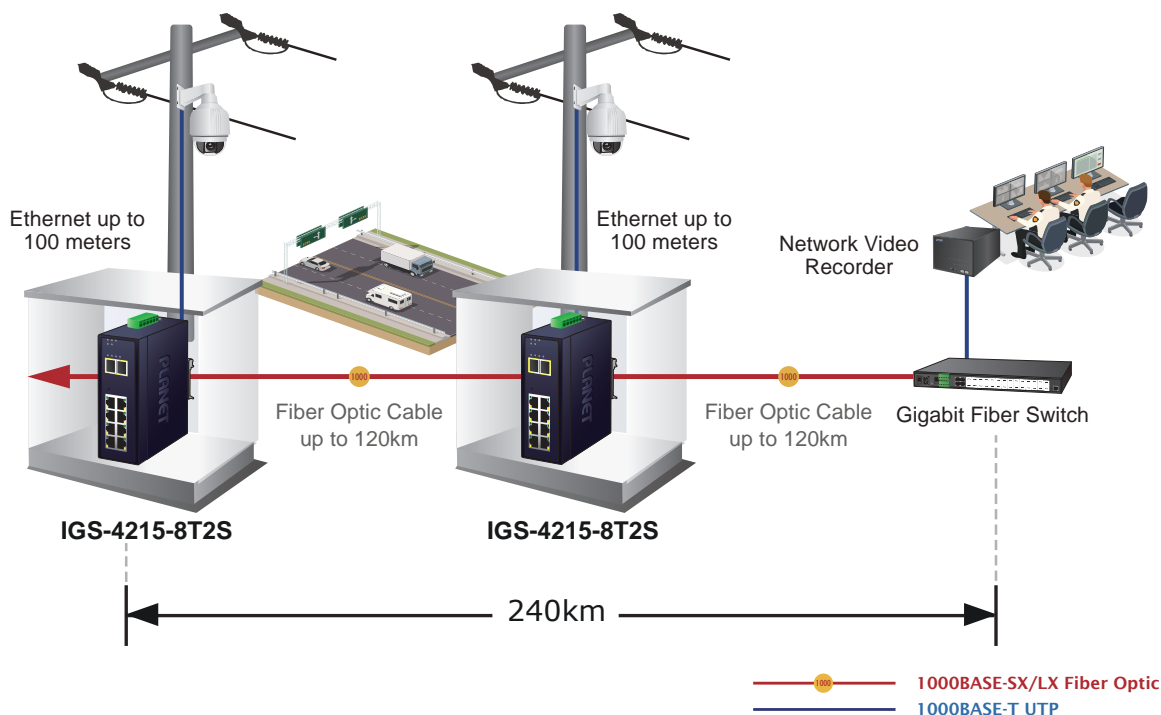 Ethernet up to
100 meters
Ethernet up to
100 meters
Network Video
Recorder
PLANET
PLANET
1000
1000
Fiber Optic Cable
up to 120km
Fiber Optic Cable
up to 120km
Gigabit Fiber Switch
IGS-4215-8T2S
IGS-4215-8T2S
240km
1000
1000BASE-SX/LX Fiber Optic
1000BASE-T UTP